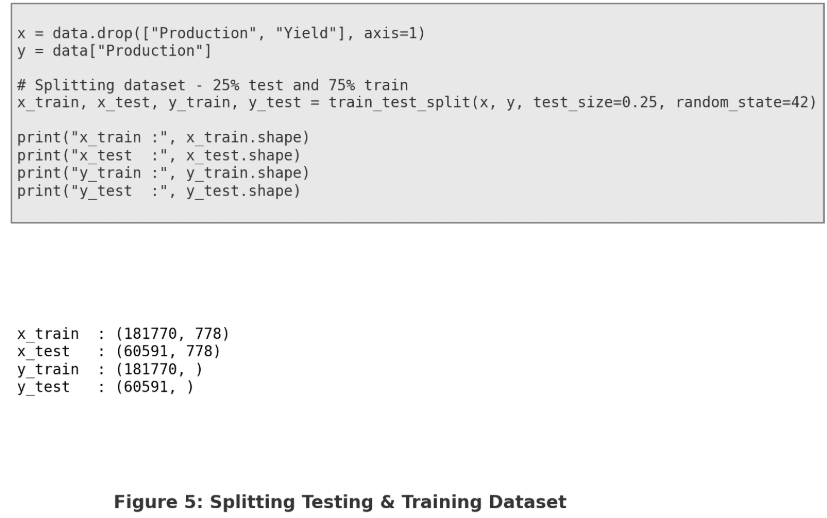 x = data.drop(["Production", "Yield"], axis=1)
y = data["Production"]
# Splitting dataset - 25% test and 75% train
x_train, x_test, y_train, y_test = train_test_split(x, y, test_size=0.25, random_state=42)
print("x_train :", x_train.shape)
print("x_test  :", x_test.shape)
print("y_train :", y_train.shape)
print("y_test  :", y_test.shape)
x_train  : (181770, 778)
x_test   : (60591, 778)
y_train  : (181770, )
y_test   : (60591, )
Figure 5: Splitting Testing & Training Dataset